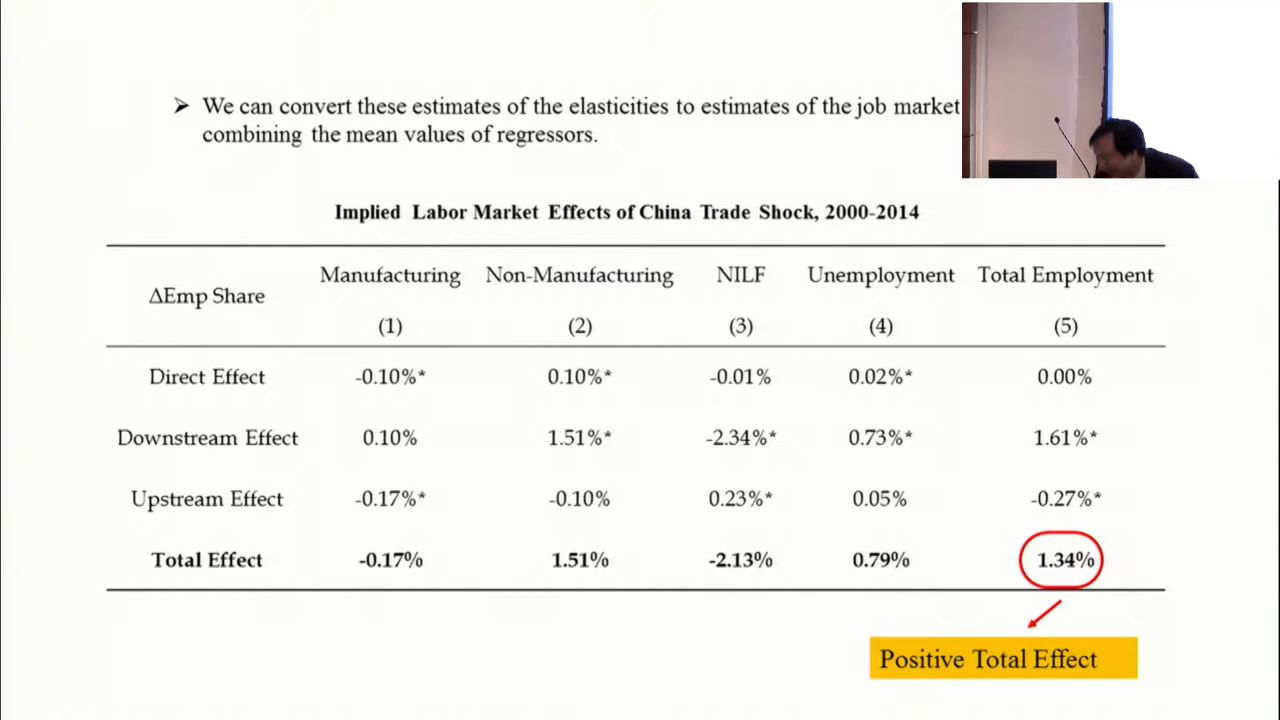 ➢ We can convert these estimates of the elasticities to estimates of the job market
combining the mean values of regressors.
Implied Labor Market Effects of China Trade Shock, 2000-2014
ΔEmp Share Manufacturing Non-Manufacturing NILF Unemployment Total Employment
(1) (2) (3) (4) (5)
Direct Effect -0.10%* 0.10%* -0.01% 0.02%* 0.00%
Downstream Effect 0.10% 1.51%* -2.34%* 0.73%* 1.61%*
Upstream Effect -0.17%* -0.10% 0.23%* 0.05% -0.27%*
Total Effect -0.17% 1.51% -2.13% 0.79% 1.34%
Positive Total Effect